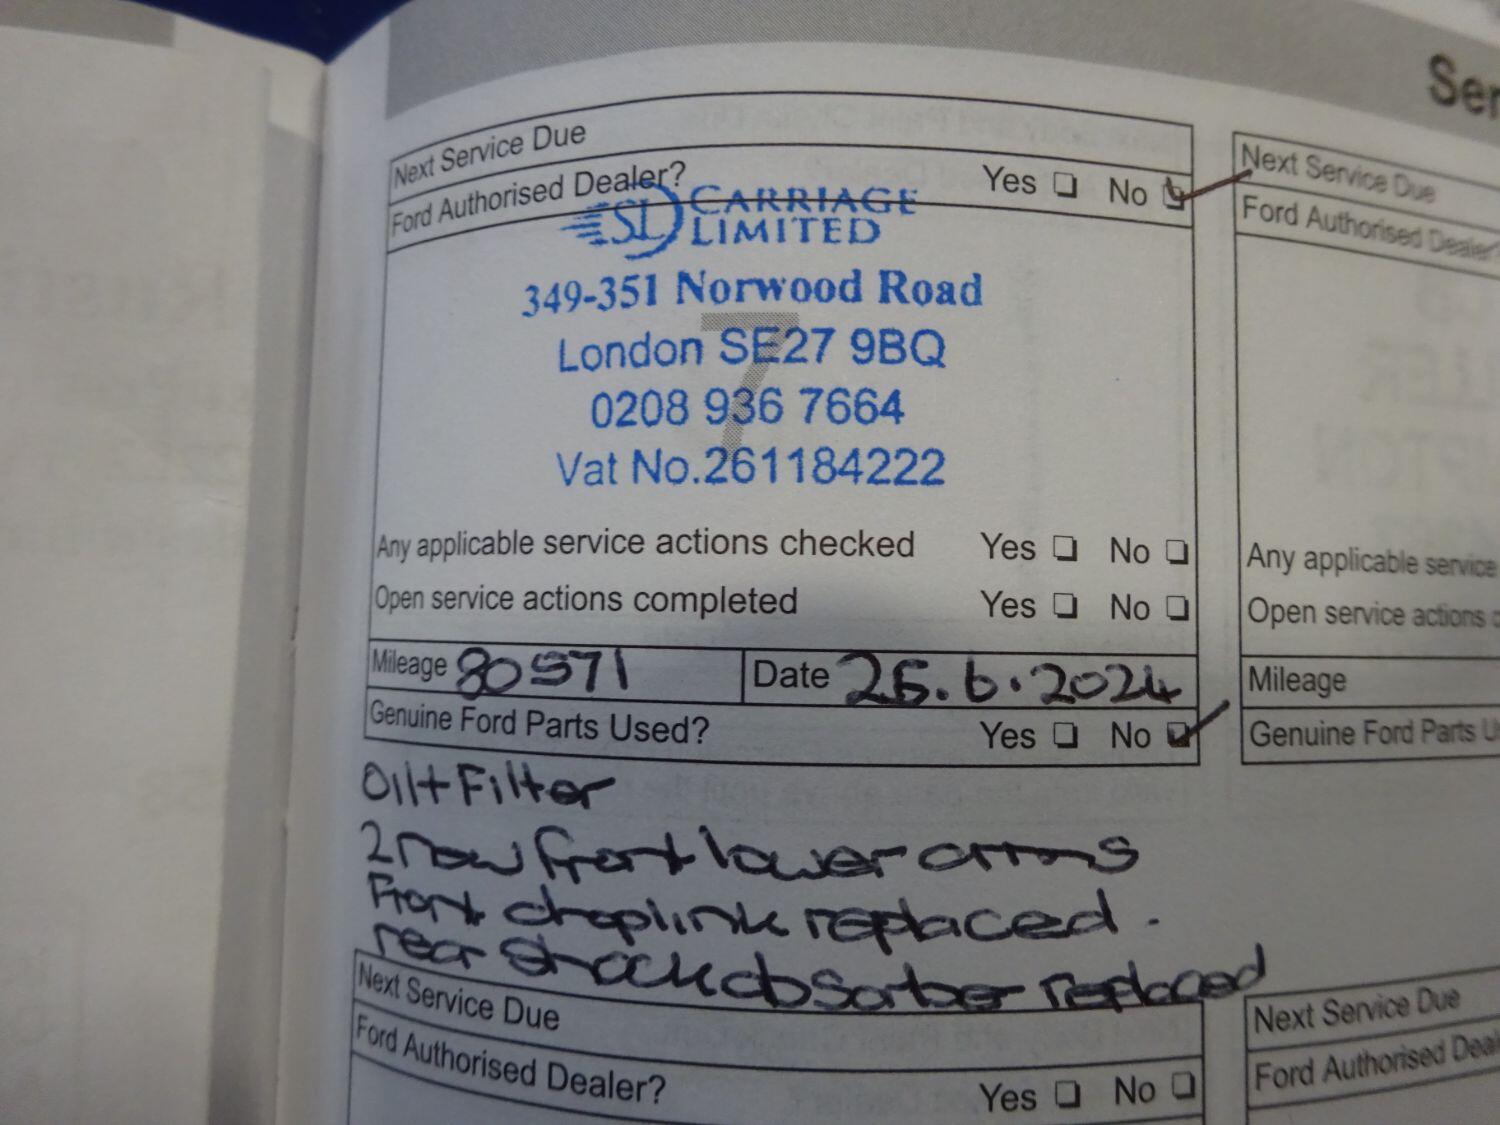 Ser
Next Service Due
Ford Authorised Dealer? Yes No
SL CARRIAGE
LIMITED
349-351 Norwood Road
London SE27 9BQ
0208 936 7664
Vat No.261184222
7
Any applicable service actions checked Yes No
Open service actions completed Yes No
Mileage 80571 Date 26.6.2024
Genuine Ford Parts Used? Yes No
Oil + Filter
2 new front lower arms
Front droplink replaced.
rear shock absorber replaced
Next Service Due
Ford Authorised Dealer? Yes No
Next Service Due
Ford Authorised Dealer?
Any applicable service
Open service actions c
Mileage
Genuine Ford Parts U
Next Service Due
Ford Authorised Deal